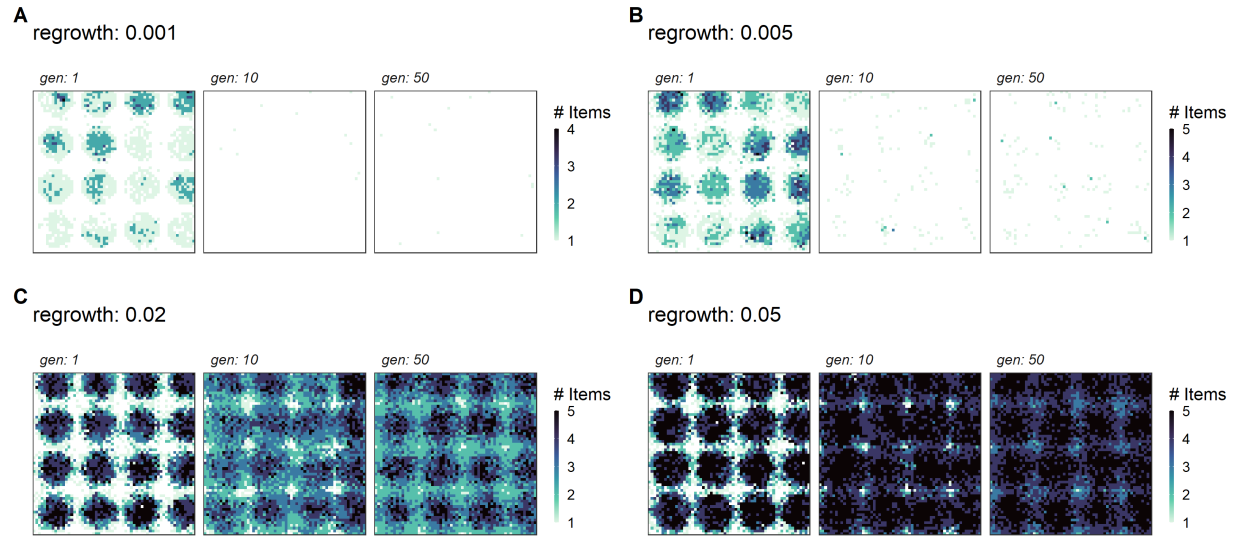 A
regrowth: 0.001
gen: 1
gen: 10
gen: 50
# Items
4
3
2
1
B
regrowth: 0.005
gen: 1
gen: 10
gen: 50
# Items
5
4
3
2
1
C
regrowth: 0.02
gen: 1
gen: 10
gen: 50
# Items
5
4
3
2
1
D
regrowth: 0.05
gen: 1
gen: 10
gen: 50
# Items
5
4
3
2
1